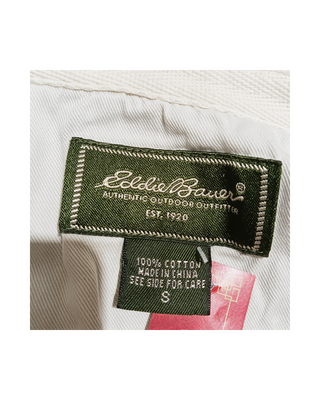 Eddie Bauer®
AUTHENTIC OUTDOOR OUTFITTER
EST. 1920
100% COTTON
MADE IN CHINA
SEE SIDE FOR CARE
S